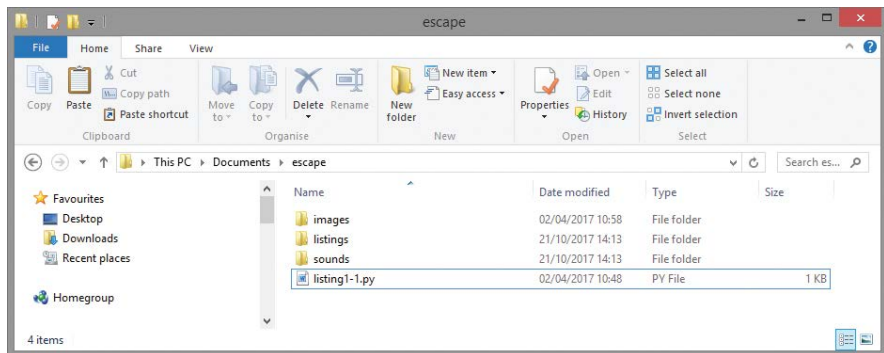 escape
File Home Share View
Copy
Paste
Cut
Copy path
Paste shortcut
Clipboard
Move to
Copy to
Delete
Rename
Organise
New folder
New item
Easy access
New
Properties
Open
Edit
History
Open
Select all
Select none
Invert selection
Select
This PC Documents escape
Search es...
Favourites
Desktop
Downloads
Recent places
Homegroup
Name Date modified Type Size
images 02/04/2017 10:58 File folder
listings 21/10/2017 14:13 File folder
sounds 21/10/2017 14:13 File folder
listing1-1.py 02/04/2017 10:48 PY File 1 KB
4 items